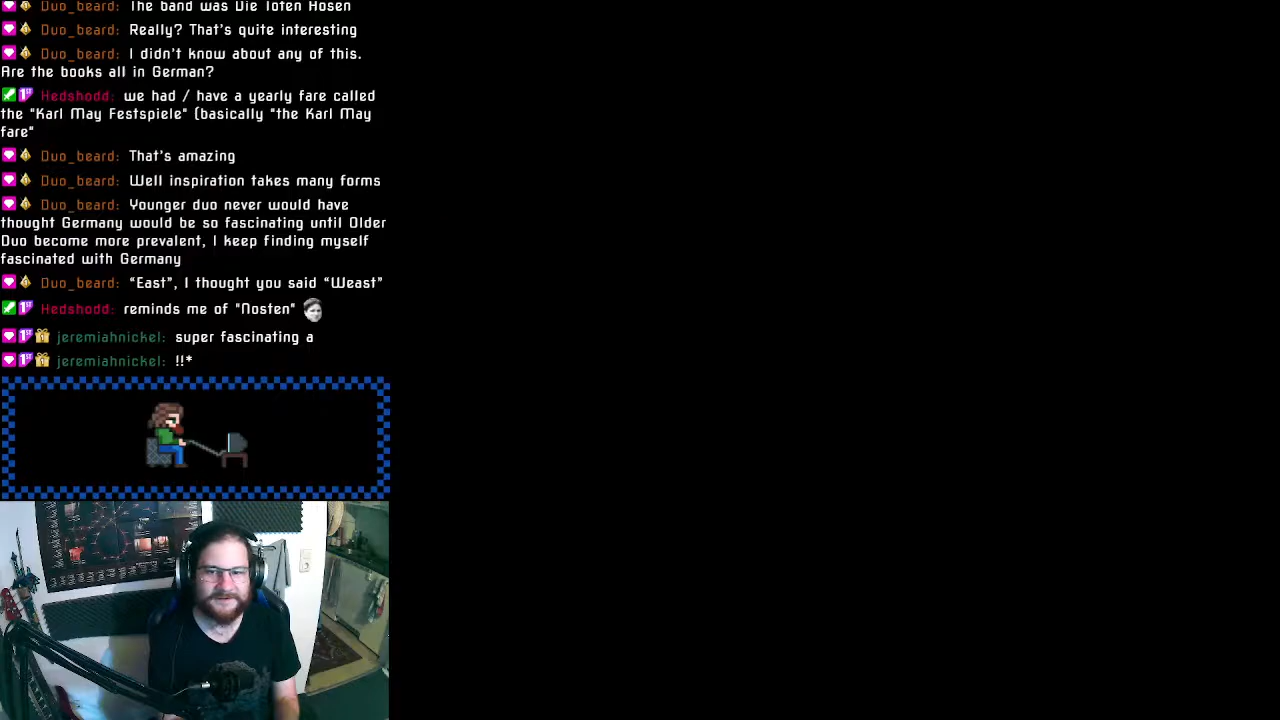 Duo_beard: The band was Die Toten Hosen
Duo_beard: Really? That's quite interesting
Duo_beard: I didn't know about any of this.
Are the books all in German?
Hedshodd: we had / have a yearly fare called
the "Karl May Festspiele" (basically "the Karl May
fare"
Duo_beard: That's amazing
Duo_beard: Well inspiration takes many forms
Duo_beard: Younger duo never would have
thought Germany would be so fascinating until Older
Duo become more prevalent, I keep finding myself
fascinated with Germany
Duo_beard: “East”, I thought you said “Weast”
Hedshodd: reminds me of "Nosten"
jeremiahnickel: super fascinating a
jeremiahnickel: !!*